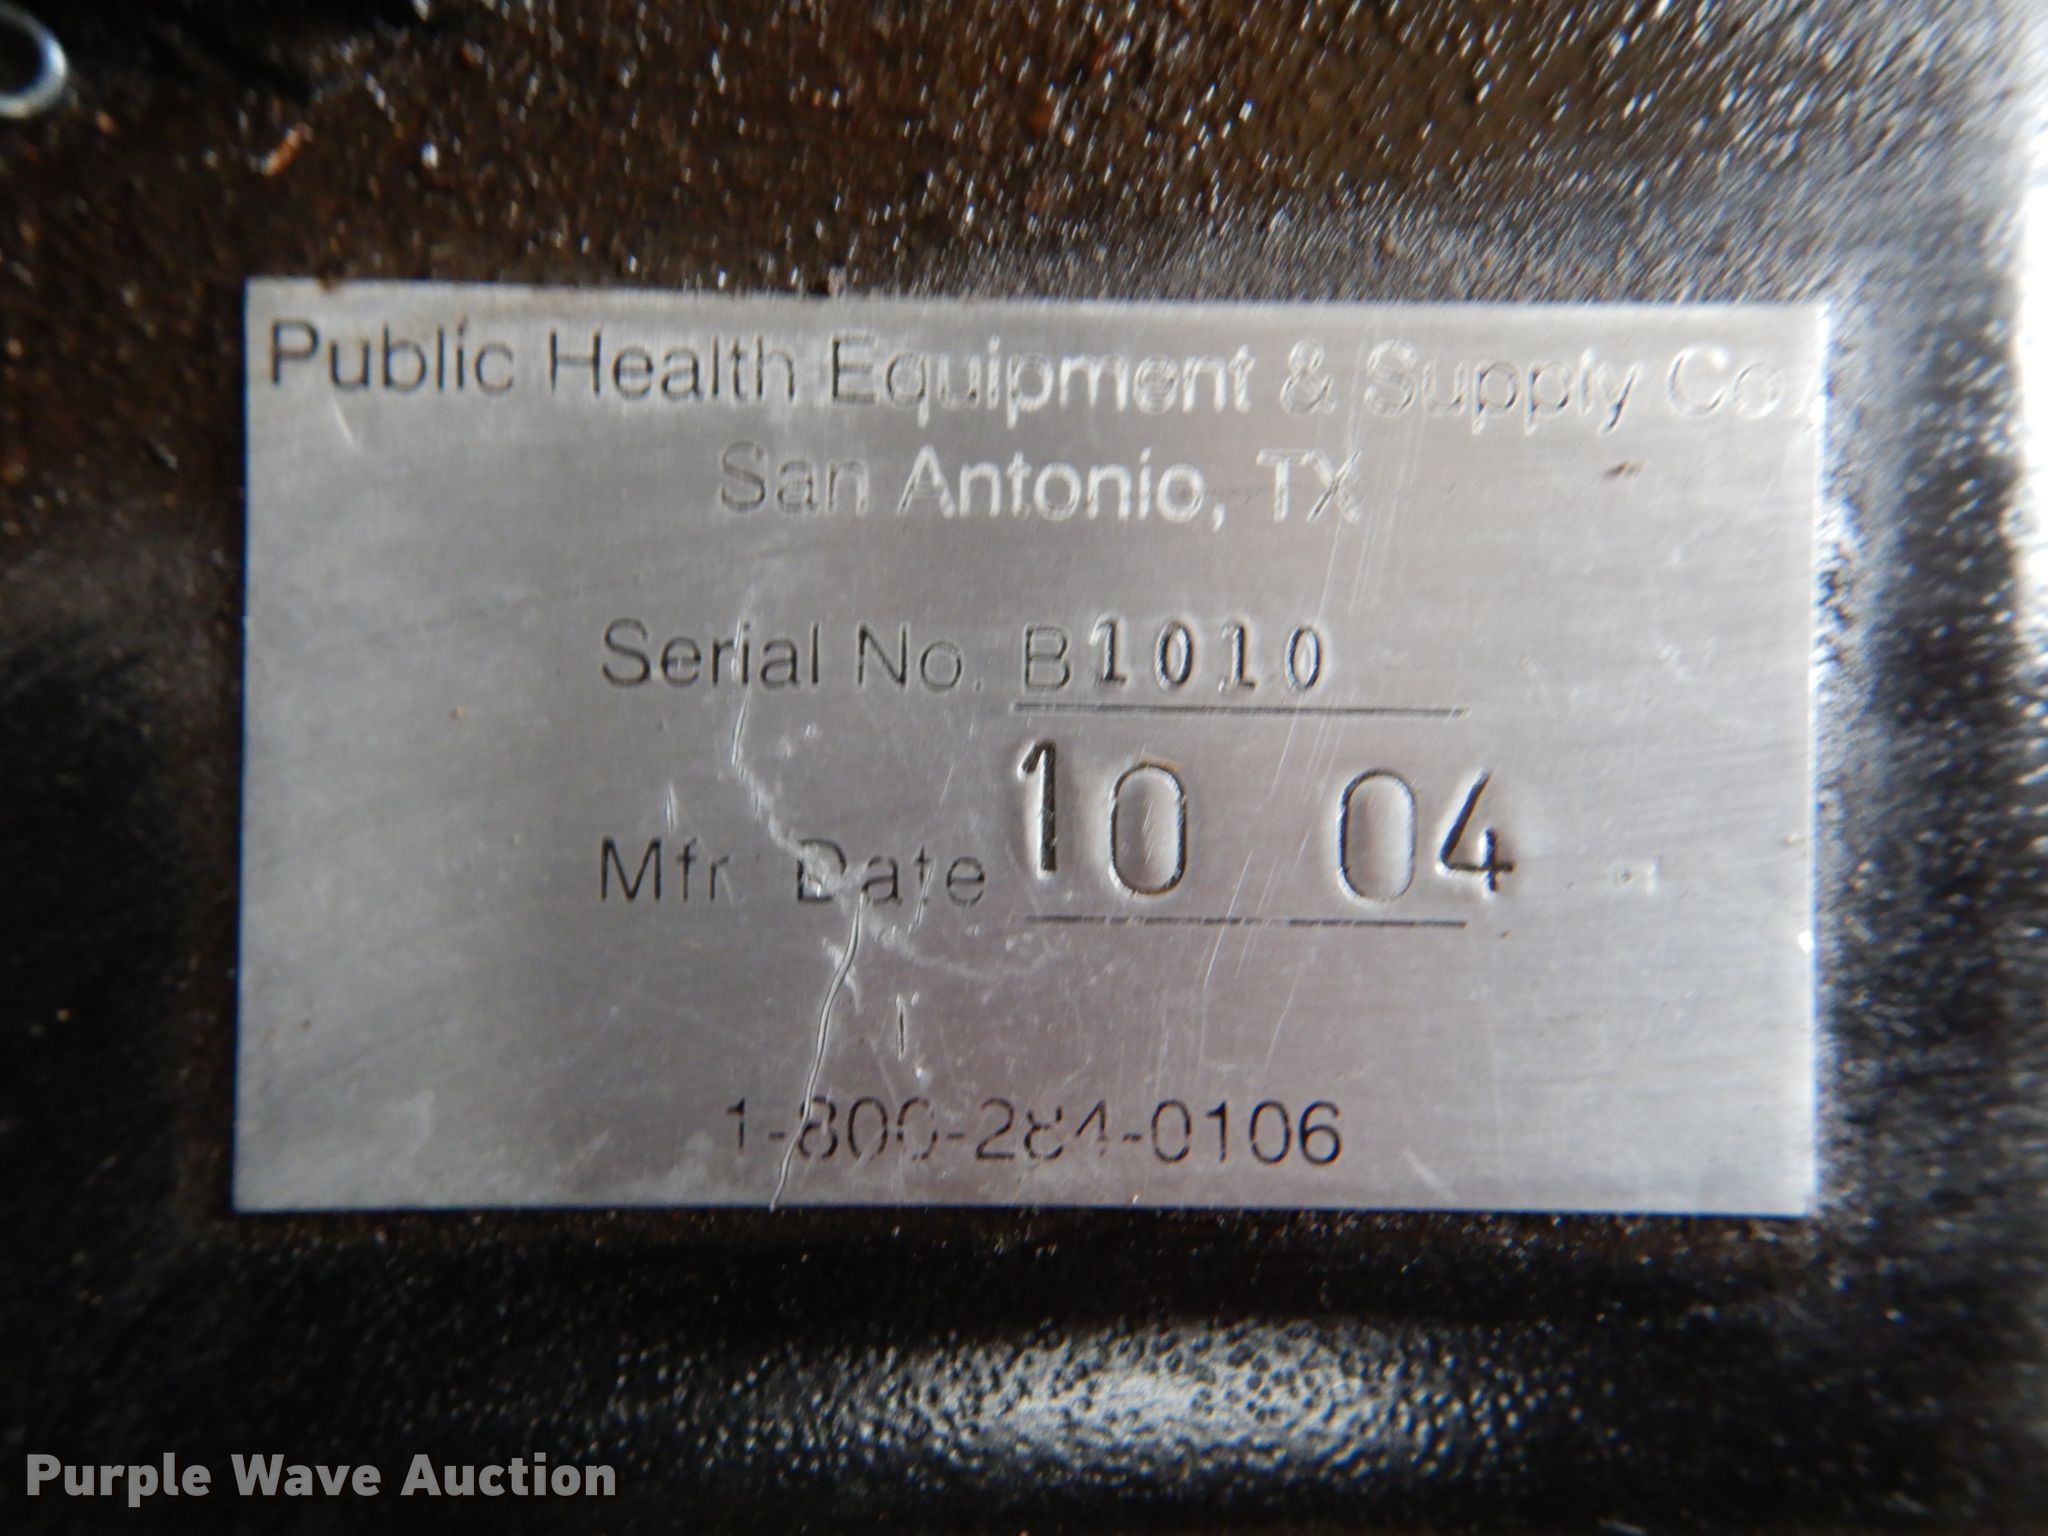 Public Health Equipment & Supply Co.
San Antonio, TX
Serial No. B1010
Mfr. Date 10 04
1-800-284-0106
Purple Wave Auction